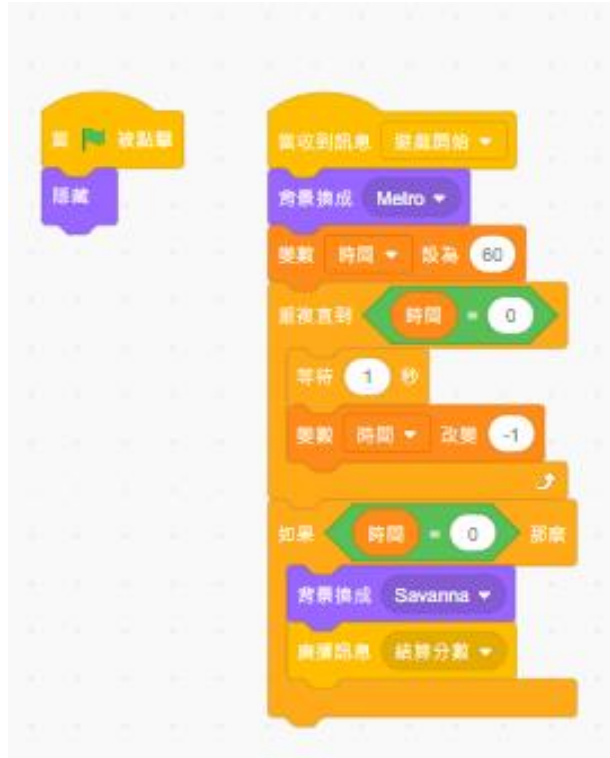 當 被點擊
隱藏
當收到訊息 遊戲開始
背景換成 Metro
變數 時間 設為 60
重複直到 時間 = 0
等待 1 秒
變數 時間 改變 -1
如果 時間 = 0 那麼
背景換成 Savanna
廣播訊息 結算分數